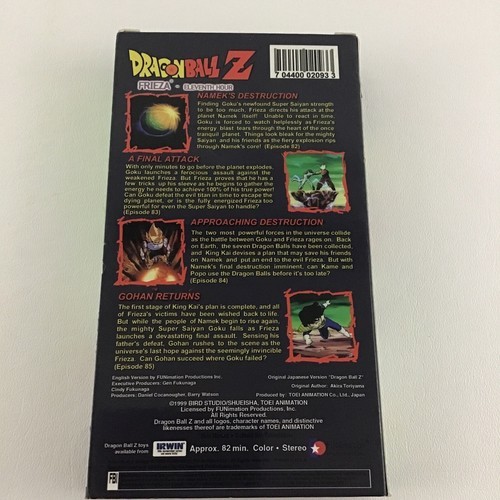 DRAGON BALL Z
FRIEZA - ELEVENTH HOUR
7 04400 02093 3
NAMEK'S DESTRUCTION
Finding Goku's newfound Super Saiyan strength
to be too much, Frieza directs his attack at the
planet Namek itself! Unable to react in time,
Goku is forced to watch helplessly as Frieza's
energy blast tears through the heart of the once
tranquil planet. Things look bleak for the mighty
Saiyan and his friends as the fiery explosion rips
through Namek's core! (Episode 82)
A FINAL ATTACK
With only minutes to go before the planet explodes,
Goku launches a ferocious assault against the
weakened Frieza. But Frieza proves that he has a
few tricks up his sleeve as he begins to gather the
energy he needs to achieve 100% of his true power!
Can Goku defeat the evil titan in time to escape the
dying planet, or is the fully energized Frieza too
powerful for even the Super Saiyan to handle?
(Episode 83)
APPROACHING DESTRUCTION
The two most powerful forces in the universe collide
as the battle between Goku and Frieza rages on. Back
on Earth, the seven Dragon Balls have been collected,
and King Kai devises a plan that may save his friends
on Namek and put an end to the evil Frieza. But with
Namek's final destruction imminent, can Kame and
Popo use the Dragon Balls before it's too late?
(Episode 84)
GOHAN RETURNS
The first stage of King Kai's plan is complete, and all
of Frieza's victims have been wished back to life.
But while the people of Namek begin to rise again,
the mighty Super Saiyan Goku falls as Frieza
launches a devastating final assault. Sensing his
father's defeat, Gohan rushes to the scene as the
universe's last hope against the seemingly invincible
Frieza. Can Gohan succeed where Goku failed?
(Episode 85)
English Version by FUNimation Productions Inc.
Executive Producers: Gen Fukunaga
Cindy Fukunaga
Producers: Daniel Cocanougher, Barry Watson
Original Japanese Version "Dragon Ball Z"
Original Author: Akira Toriyama
Produced by: TOEI ANIMATION Co., Ltd., Japan
©1999 BIRD STUDIO/SHUEISHA, TOEI ANIMATION
Licensed by FUNimation Productions, Inc.
All Rights Reserved.
Dragon Ball Z and all logos, character names, and distinctive
likenesses thereof are trademarks of TOEI ANIMATION
Dragon Ball Z toys
available from:
IRWIN
Approx. 82 min. Color • Stereo
FBI